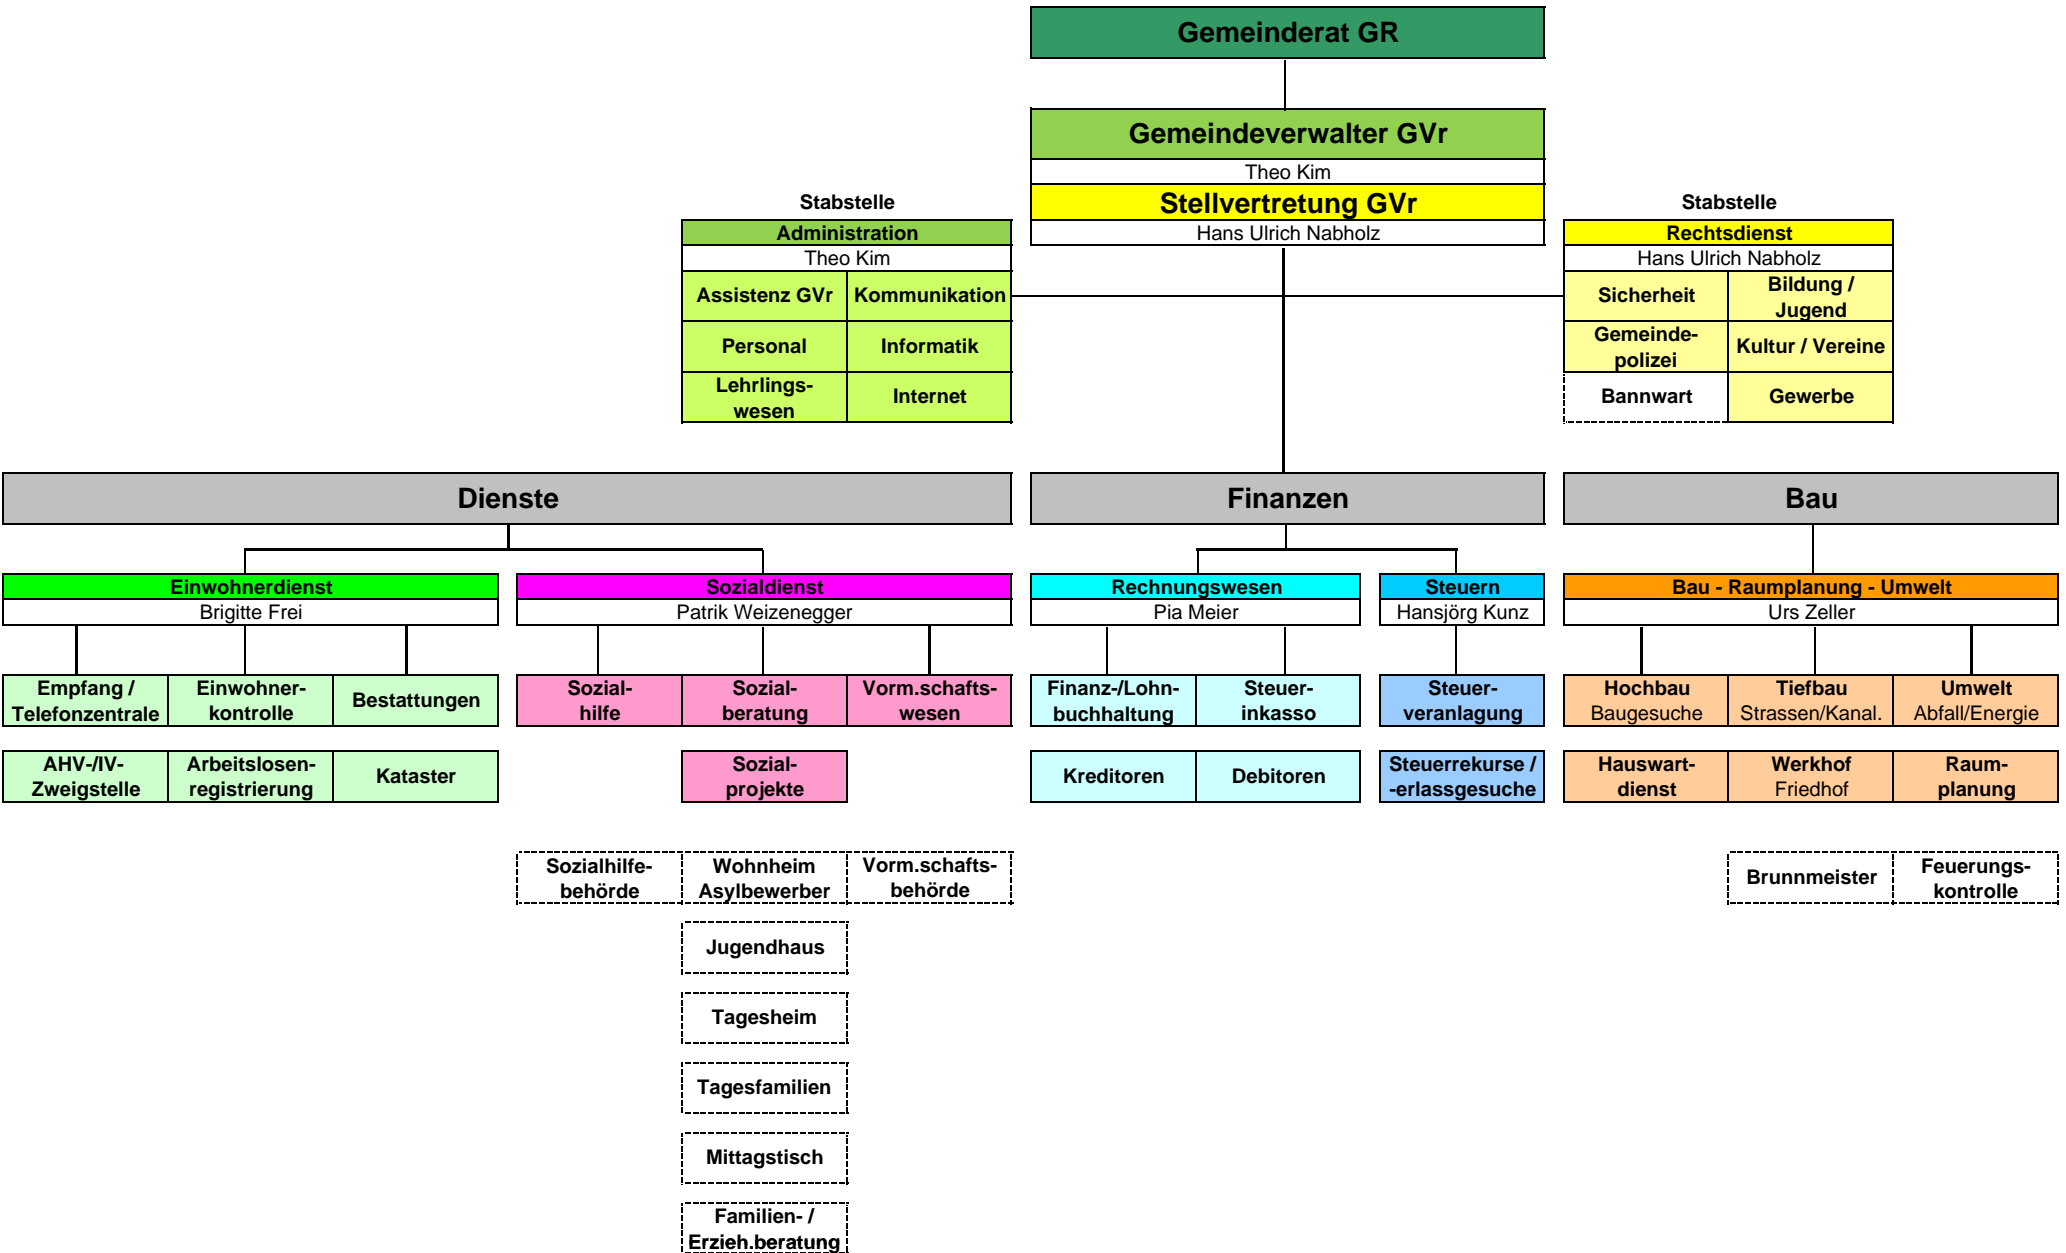 Gemeinderat GR
Gemeindeverwalter GVr
Theo Kim
Stellvertretung GVr
Hans Ulrich Nabholz
Stabstelle
Administration
Theo Kim
Assistenz GVr
Kommunikation
Personal
Informatik
Lehrlings-
wesen
Internet
Stabstelle
Rechtsdienst
Hans Ulrich Nabholz
Sicherheit
Bildung /
Jugend
Gemeinde-
polizei
Kultur / Vereine
Bannwart
Gewerbe
Dienste
Einwohnerdienst
Brigitte Frei
Empfang /
Telefonzentrale
Einwohner-
kontrolle
Bestattungen
AHV-/IV-
Zweigstelle
Arbeitslosen-
registrierung
Kataster
Sozialdienst
Patrik Weizenegger
Sozial-
hilfe
Sozial-
beratung
Vorm.schafts-
wesen
Sozial-
projekte
Sozialhilfe-
behörde
Wohnheim
Asylbewerber
Vorm.schafts-
behörde
Jugendhaus
Tagesheim
Tagesfamilien
Mittagstisch
Familien- /
Erzieh.beratung
Finanzen
Rechnungswesen
Pia Meier
Finanz-/Lohn-
buchhaltung
Steuer-
inkasso
Kreditoren
Debitoren
Steuern
Hansjörg Kunz
Steuer-
veranlagung
Steuerrekurse /
-erlassgesuche
Bau
Bau - Raumplanung - Umwelt
Urs Zeller
Hochbau
Baugesuche
Tiefbau
Strassen/Kanal.
Umwelt
Abfall/Energie
Hauswart-
dienst
Werkhof
Friedhof
Raum-
planung
Brunnmeister
Feuerungs-
kontrolle